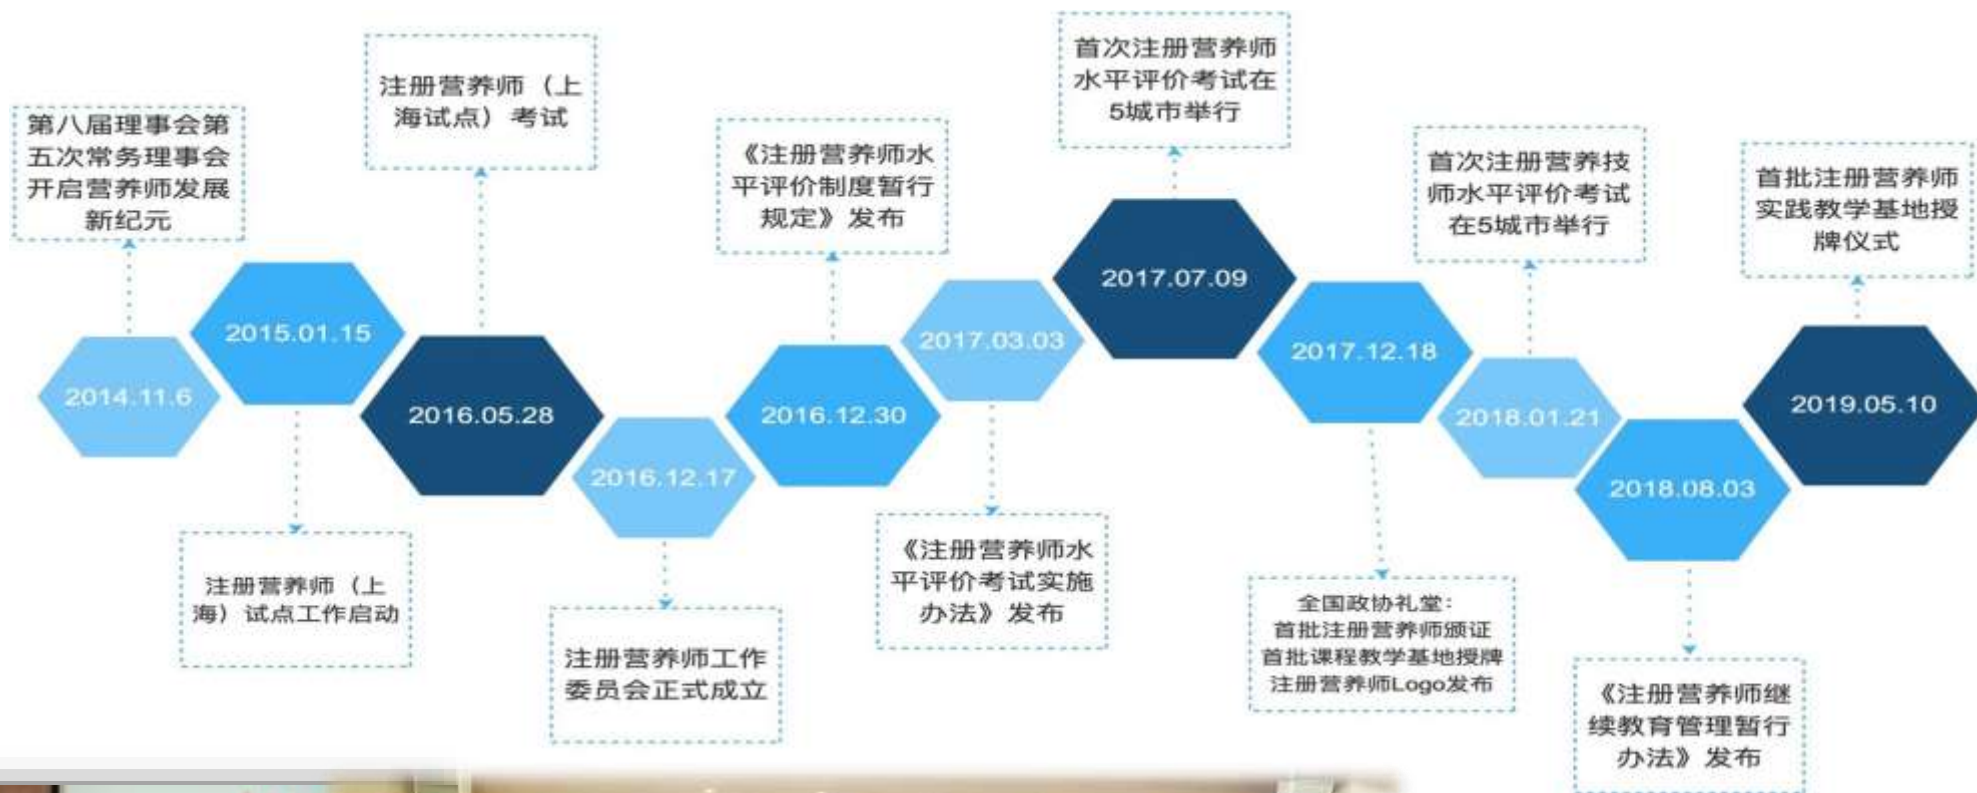 第八届理事会第
五次常务理事会
开启营养师发展
新纪元
2014.11.6
2015.01.15
注册营养师（上
海）试点工作启动
注册营养师（上
海试点）考试
2016.05.28
2016.12.17
注册营养师工作
委员会正式成立
《注册营养师水
平评价制度暂行
规定》发布
2016.12.30
2017.03.03
《注册营养师水
平评价考试实施
办法》发布
首次注册营养师
水平评价考试在
5城市举行
2017.07.09
2017.12.18
全国政协礼堂：
首批注册营养师颁证
首批课程教学基地授牌
注册营养师Logo发布
首次注册营养技
师水平评价考试
在5城市举行
2018.01.21
2018.08.03
《注册营养师继
续教育管理暂行
办法》发布
首批注册营养师
实践教学基地授
牌仪式
2019.05.10